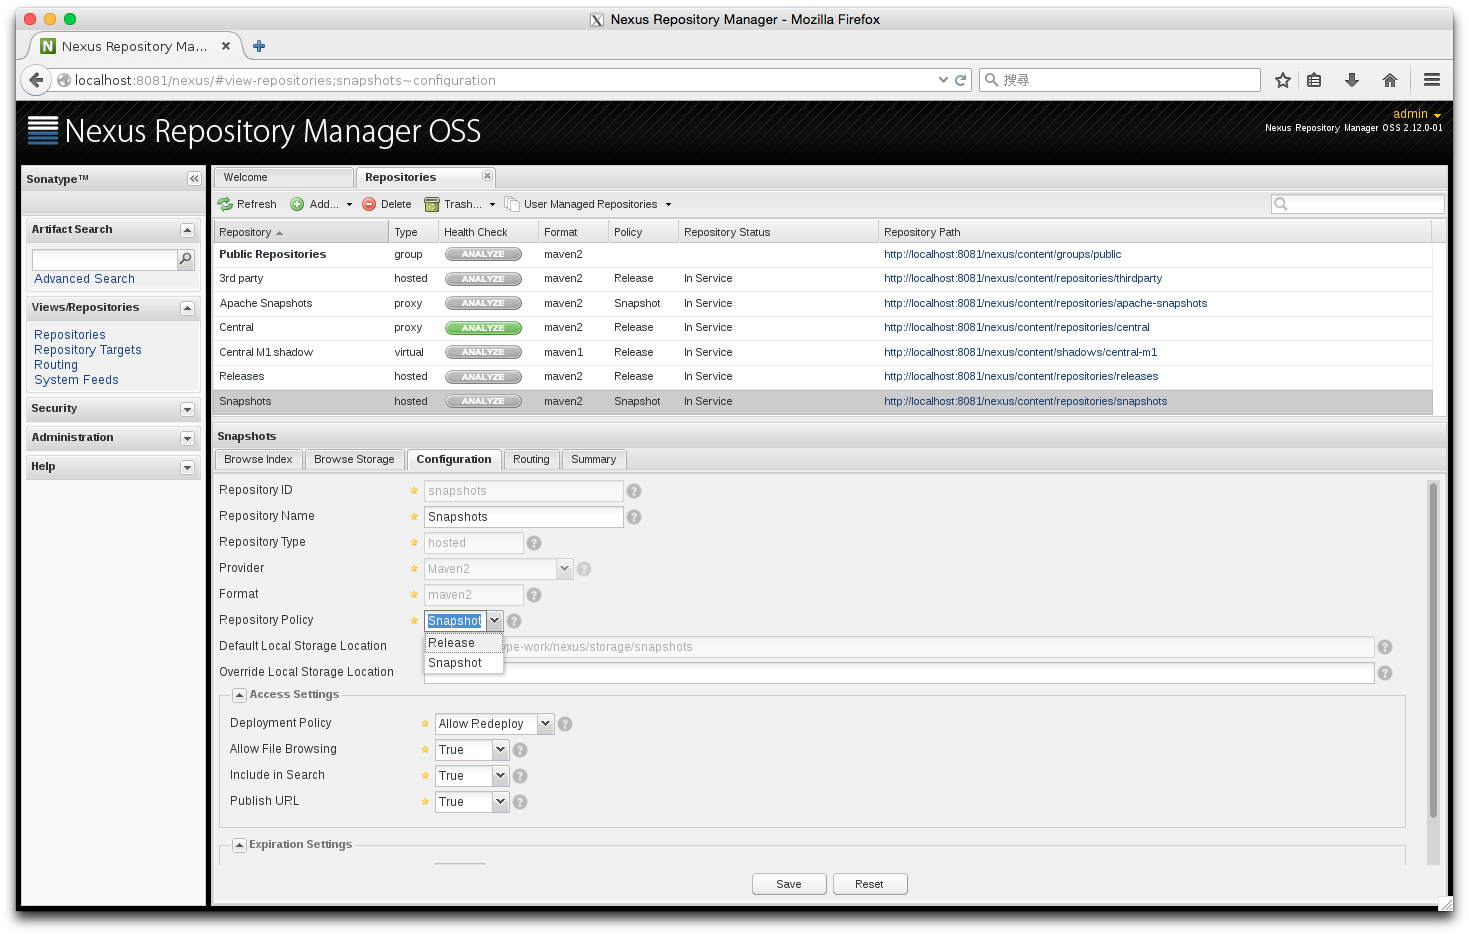 Nexus Repository Manager - Mozilla Firefox
Nexus Repository Ma...
localhost:8081/nexus/#view-repositories;snapshots~configuration
搜尋
Nexus Repository Manager OSS
admin
Nexus Repository Manager OSS 2.12.0-01
Sonatype™
Artifact Search
Advanced Search
Views/Repositories
Repositories
Repository Targets
Routing
System Feeds
Security
Administration
Help
Welcome
Repositories
Refresh Add... Delete Trash... User Managed Repositories
Repository Type Health Check Format Policy Repository Status Repository Path
Public Repositories group ANALYZE maven2 http://localhost:8081/nexus/content/groups/public
3rd party hosted ANALYZE maven2 Release In Service http://localhost:8081/nexus/content/repositories/thirdparty
Apache Snapshots proxy ANALYZE maven2 Snapshot In Service http://localhost:8081/nexus/content/repositories/apache-snapshots
Central proxy ANALYZE maven2 Release In Service http://localhost:8081/nexus/content/repositories/central
Central M1 shadow virtual ANALYZE maven1 Release In Service http://localhost:8081/nexus/content/shadows/central-m1
Releases hosted ANALYZE maven2 Release In Service http://localhost:8081/nexus/content/repositories/releases
Snapshots hosted ANALYZE maven2 Snapshot In Service http://localhost:8081/nexus/content/repositories/snapshots
Snapshots
Browse Index Browse Storage Configuration Routing Summary
Repository ID snapshots
Repository Name Snapshots
Repository Type hosted
Provider Maven2
Format maven2
Repository Policy Snapshot
Release
Snapshot
Default Local Storage Location pe-work/nexus/storage/snapshots
Override Local Storage Location
Access Settings
Deployment Policy Allow Redeploy
Allow File Browsing True
Include in Search True
Publish URL True
Expiration Settings
Save Reset